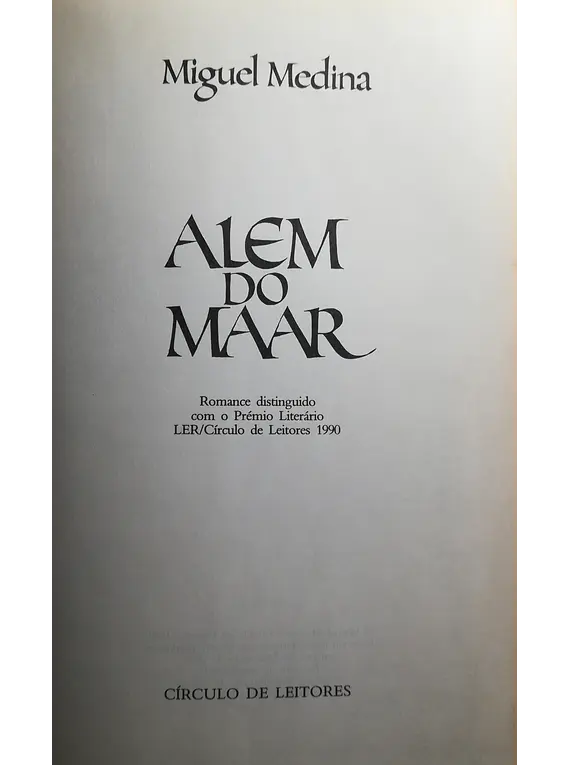 Miguel Medina
ALEM
DO
MAAR
Romance distinguido
com o Prémio Literário
LER/Círculo de Leitores 1990
CÍRCULO DE LEITORES